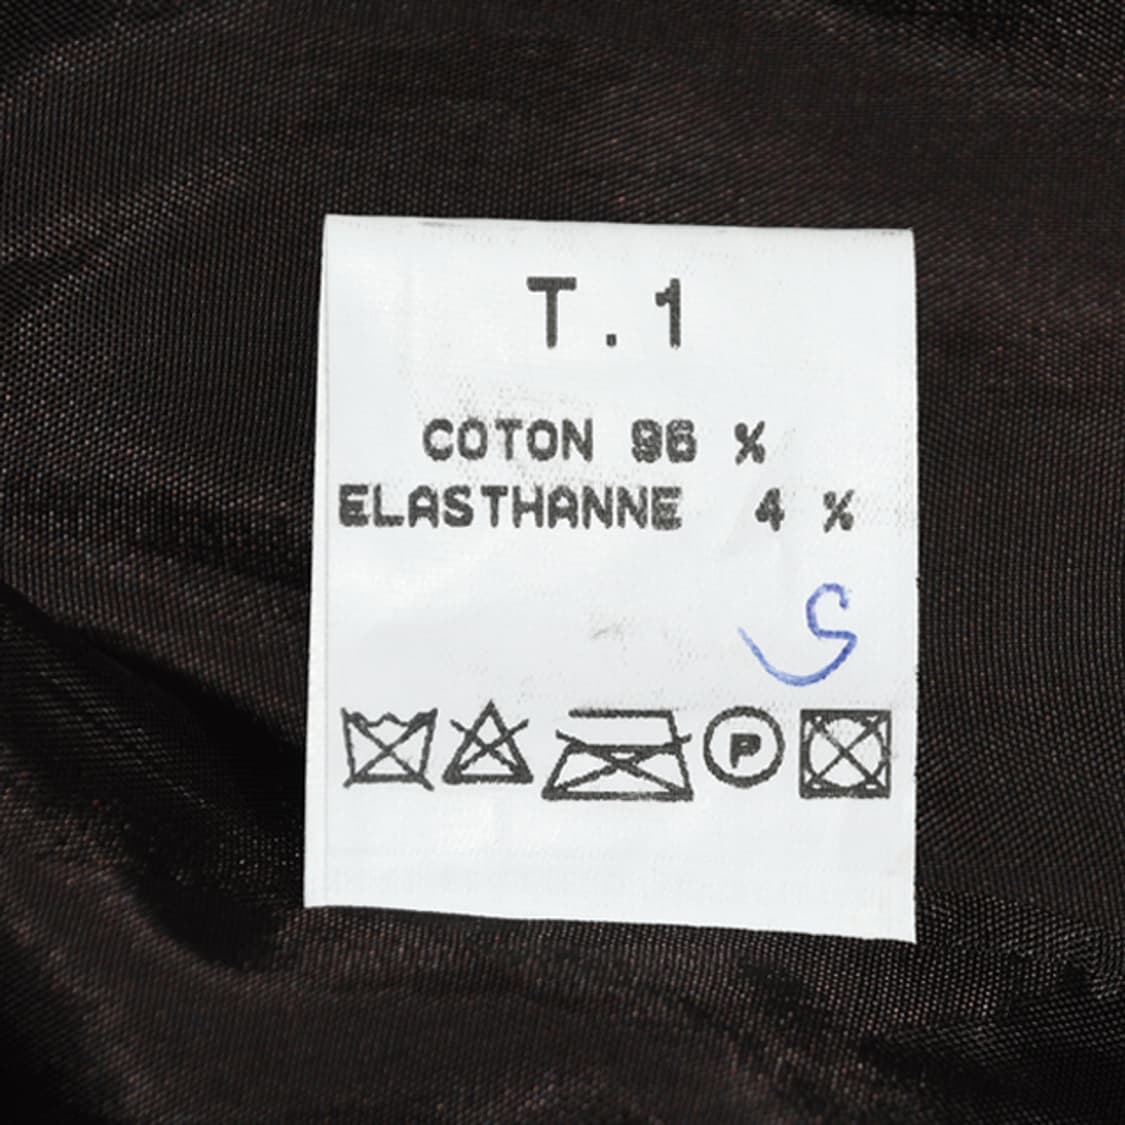 T.1
COTON 96 %
ELASTHANNE 4 %
S
P